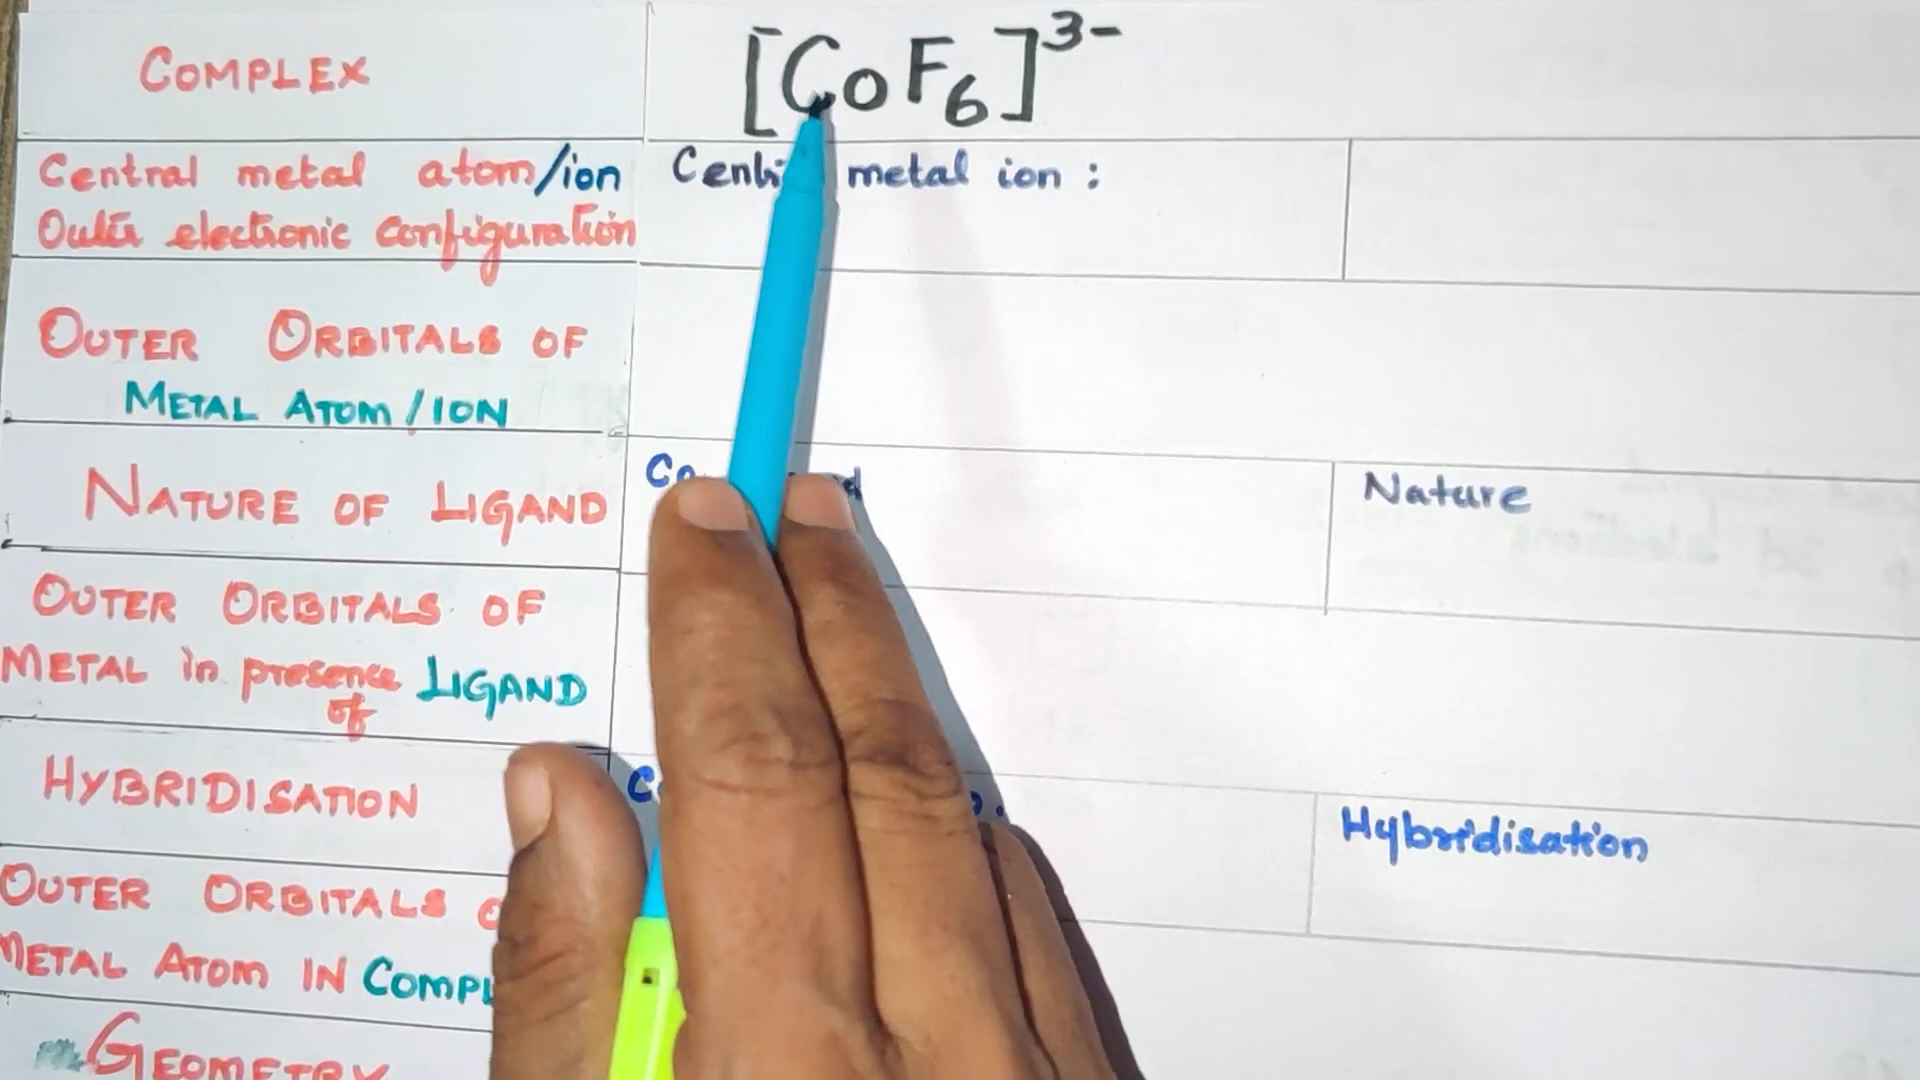 COMPLEX
[CoF6]3-
Central metal atom/ion
Outer electronic configuration
metal ion :
OUTER ORBITALS OF
METAL ATOM/ION
NATURE OF LIGAND
Nature
OUTER ORBITALS OF
METAL in presence of LIGAND
HYBRIDISATION
Hybridisation
OUTER ORBITALS
METAL ATOM IN
GEOMETRY